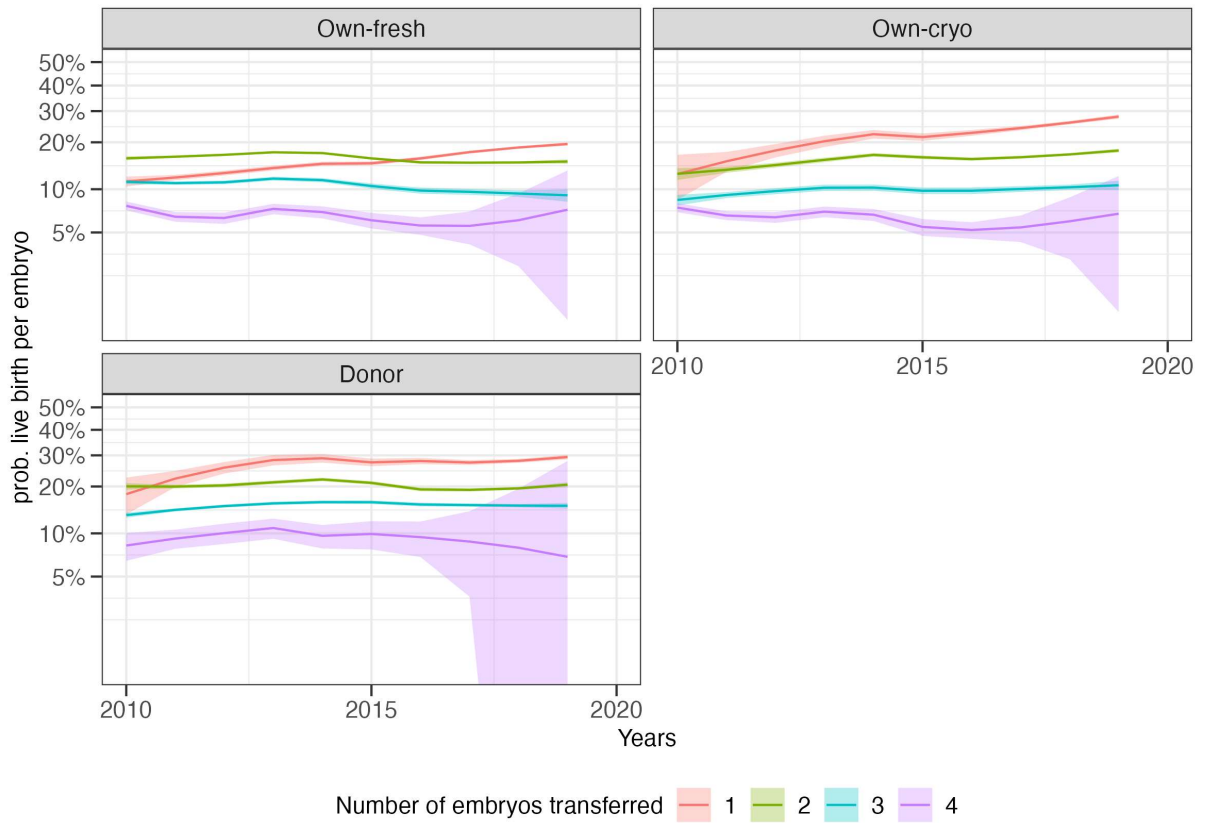 Own-fresh
Own-cryo
50%
40%
30%
20%
10%
5%
2010 2015 2020
Donor
50%
40%
30%
20%
10%
5%
2010 2015 2020
prob. live birth per embryo
Years
Number of embryos transferred 1 2 3 4